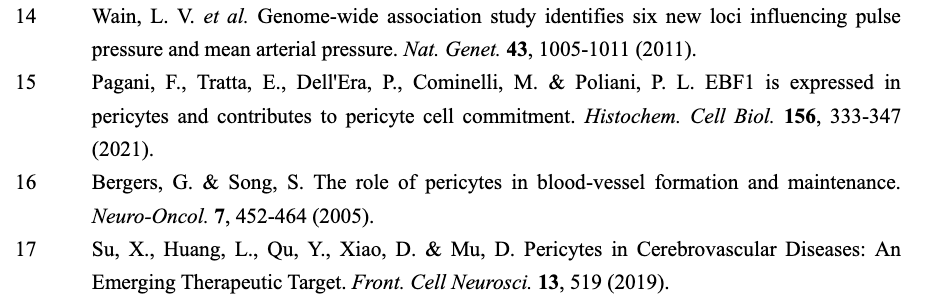 14 Wain, L. V. et al. Genome-wide association study identifies six new loci influencing pulse
pressure and mean arterial pressure. Nat. Genet. 43, 1005-1011 (2011).
15 Pagani, F., Tratta, E., Dell'Era, P., Cominelli, M. & Poliani, P. L. EBF1 is expressed in
pericytes and contributes to pericyte cell commitment. Histochem. Cell Biol. 156, 333-347
(2021).
16 Bergers, G. & Song, S. The role of pericytes in blood-vessel formation and maintenance.
Neuro-Oncol. 7, 452-464 (2005).
17 Su, X., Huang, L., Qu, Y., Xiao, D. & Mu, D. Pericytes in Cerebrovascular Diseases: An
Emerging Therapeutic Target. Front. Cell Neurosci. 13, 519 (2019).